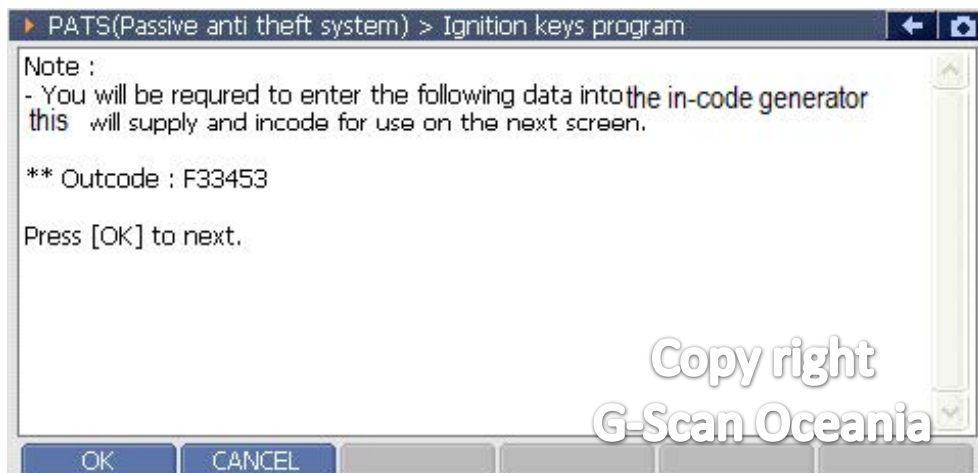 PATS(Passive anti theft system) > Ignition keys program
Note :
- You will be requred to enter the following data into the in-code generator
this will supply and incode for use on the next screen.
** Outcode : F33453
Press [OK] to next.
Copy right
G-Scan Oceania
OK CANCEL